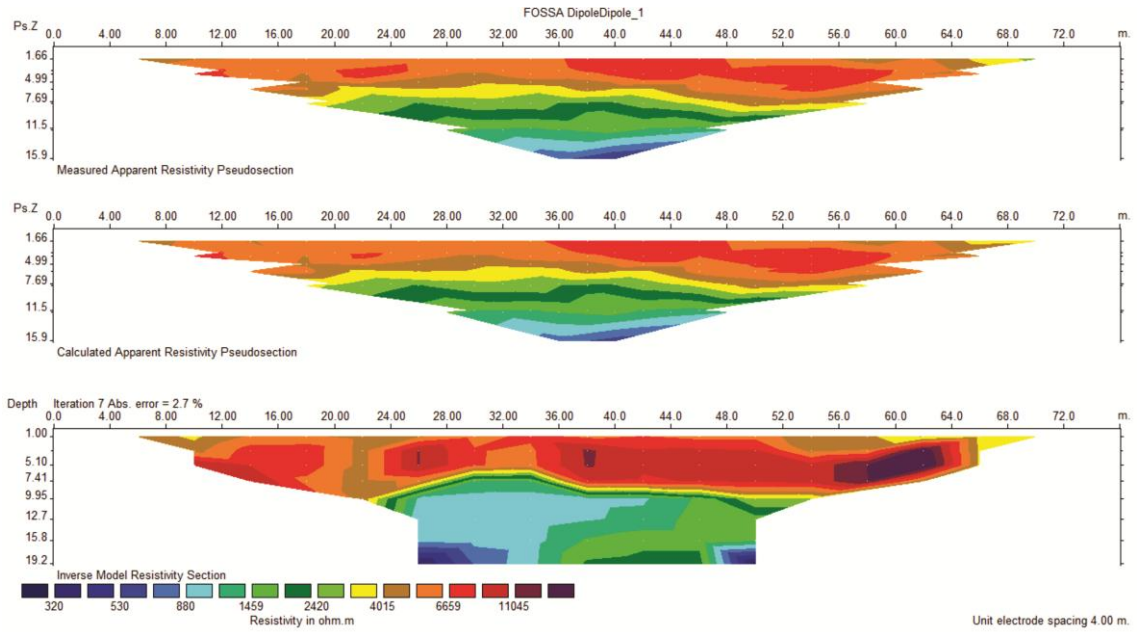 FOSSA DipoleDipole_1
Ps.Z 0.0 4.00 8.00 12.00 16.00 20.00 24.00 28.00 32.00 36.00 40.0 44.0 48.0 52.0 56.0 60.0 64.0 68.0 72.0 m.
1.66
4.99
7.69
11.5
15.9
Measured Apparent Resistivity Pseudosection
Ps.Z 0.0 4.00 8.00 12.00 16.00 20.00 24.00 28.00 32.00 36.00 40.0 44.0 48.0 52.0 56.0 60.0 64.0 68.0 72.0 m.
1.66
4.99
7.69
11.5
15.9
Calculated Apparent Resistivity Pseudosection
Depth Iteration 7 Abs. error = 2.7 %
0.0 4.00 8.00 12.00 16.00 20.00 24.00 28.00 32.00 36.00 40.0 44.0 48.0 52.0 56.0 60.0 64.0 68.0 72.0 m.
1.00
5.10
7.41
9.95
12.7
15.8
19.2
Inverse Model Resistivity Section
320 530 880 1459 2420 4015 6659 11045
Resistivity in ohm.m
Unit electrode spacing 4.00 m.